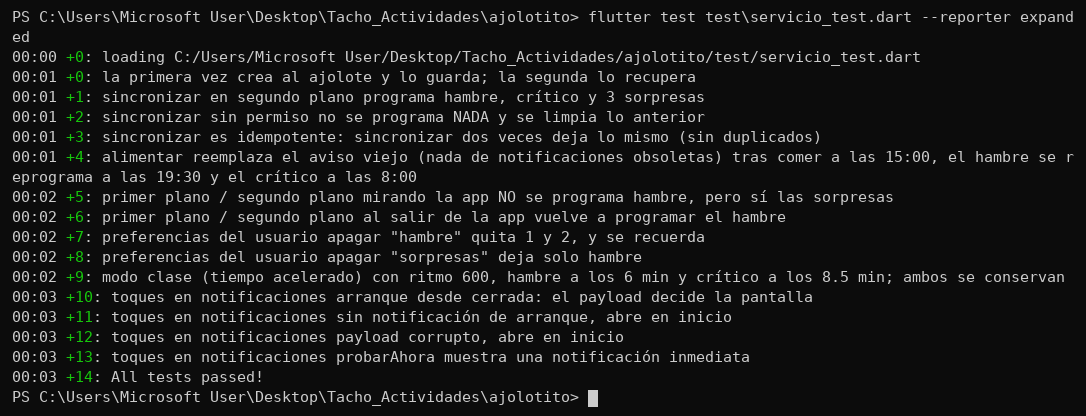 PS C:\Users\Microsoft User\Desktop\Tacho_Actividades\ajolotito> flutter test test\servicio_test.dart --reporter expand
ed
00:00 +0: loading C:/Users/Microsoft User/Desktop/Tacho_Actividades/ajolotito/test/servicio_test.dart
00:01 +0: la primera vez crea al ajolote y lo guarda; la segunda lo recupera
00:01 +1: sincronizar en segundo plano programa hambre, crítico y 3 sorpresas
00:01 +2: sincronizar sin permiso no se programa NADA y se limpia lo anterior
00:01 +3: sincronizar es idempotente: sincronizar dos veces deja lo mismo (sin duplicados)
00:01 +4: alimentar reemplaza el aviso viejo (nada de notificaciones obsoletas) tras comer a las 15:00, el hambre se r
eprograma a las 19:30 y el crítico a las 8:00
00:02 +5: primer plano / segundo plano mirando la app NO se programa hambre, pero sí las sorpresas
00:02 +6: primer plano / segundo plano al salir de la app vuelve a programar el hambre
00:02 +7: preferencias del usuario apagar "hambre" quita 1 y 2, y se recuerda
00:02 +8: preferencias del usuario apagar "sorpresas" deja solo hambre
00:02 +9: modo clase (tiempo acelerado) con ritmo 600, hambre a los 6 min y crítico a los 8.5 min; ambos se conservan
00:03 +10: toques en notificaciones arranque desde cerrada: el payload decide la pantalla
00:03 +11: toques en notificaciones sin notificación de arranque, abre en inicio
00:03 +12: toques en notificaciones payload corrupto, abre en inicio
00:03 +13: toques en notificaciones probarAhora muestra una notificación inmediata
00:03 +14: All tests passed!
PS C:\Users\Microsoft User\Desktop\Tacho_Actividades\ajolotito>